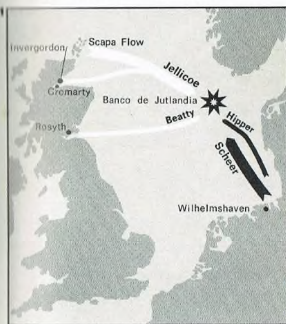 Scapa Flow
Invergordon
Jellicoe
Cromarty
Banco de Jutlandia
Hipper
Beatty
Rosyth
Scheer
Wilhelmshaven